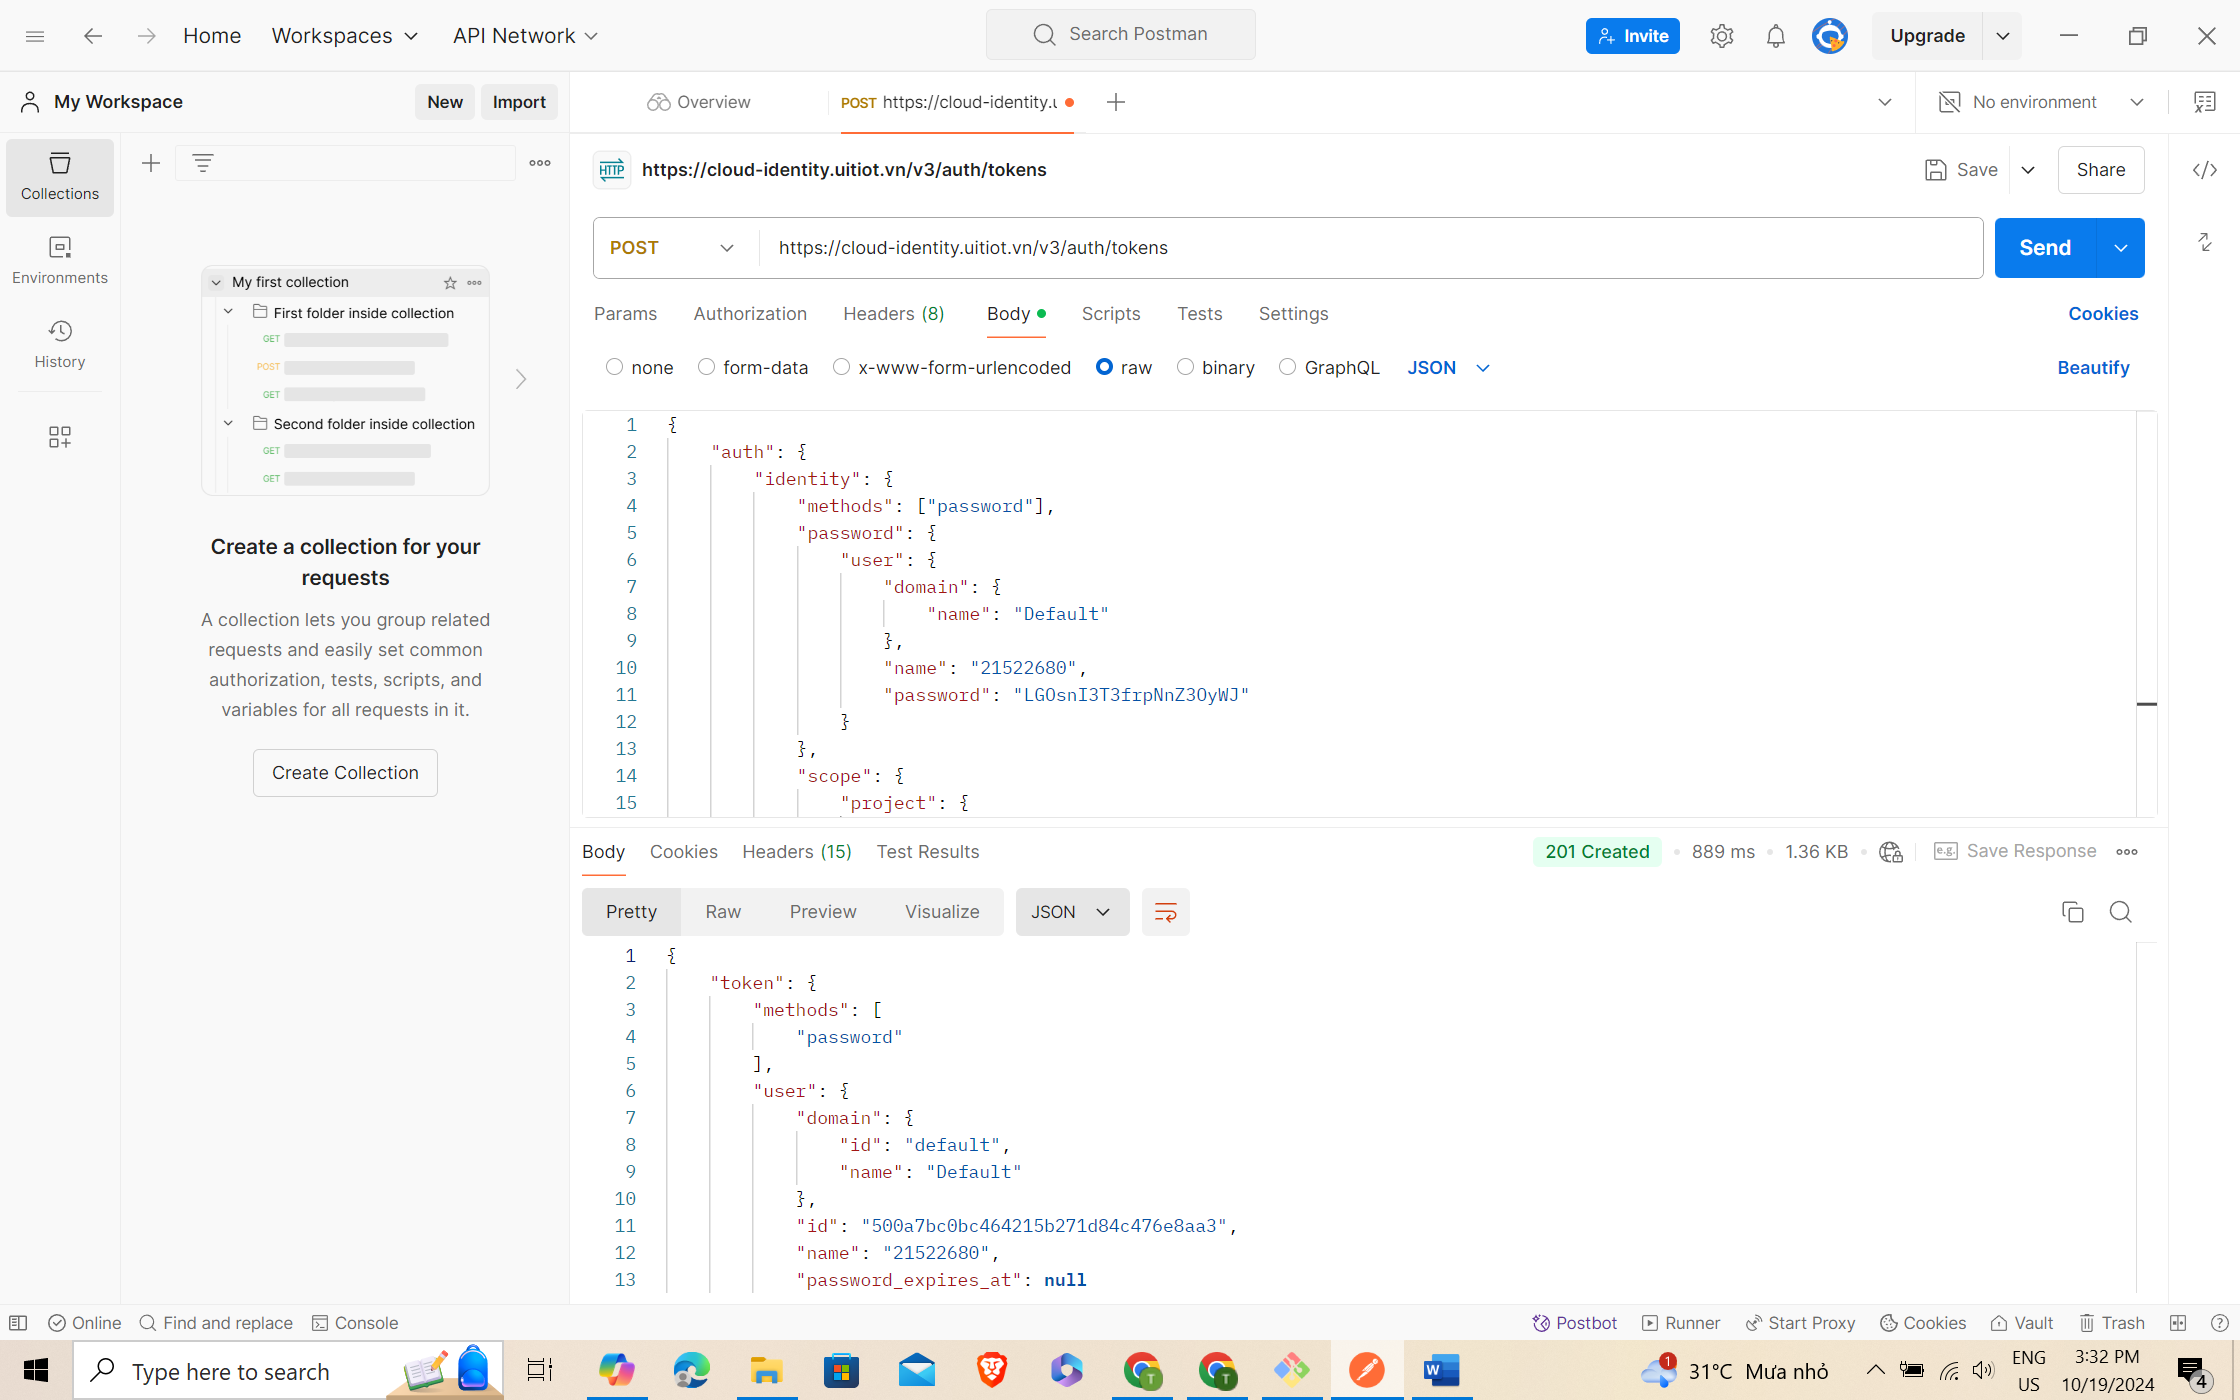 Home
Workspaces
API Network
Search Postman
Invite
Upgrade
My Workspace
New
Import
Overview
POST https://cloud-identity.u
No environment
Collections
Environments
History
My first collection
First folder inside collection
GET
POST
GET
Second folder inside collection
GET
GET
Create a collection for your
requests
A collection lets you group related
requests and easily set common
authorization, tests, scripts, and
variables for all requests in it.
Create Collection
HTTP
https://cloud-identity.uitiot.vn/v3/auth/tokens
Save
Share
POST
https://cloud-identity.uitiot.vn/v3/auth/tokens
Send
Params
Authorization
Headers (8)
Body
Scripts
Tests
Settings
Cookies
none
form-data
x-www-form-urlencoded
raw
binary
GraphQL
JSON
Beautify
1 {
2 "auth": {
3 "identity": {
4 "methods": ["password"],
5 "password": {
6 "user": {
7 "domain": {
8 "name": "Default"
9 },
10 "name": "21522680",
11 "password": "LGOsnI3T3frpNnZ3OyWJ"
12 }
13 },
14 "scope": {
15 "project": {
Body
Cookies
Headers (15)
Test Results
201 Created
889 ms
1.36 KB
e.g.
Save Response
Pretty
Raw
Preview
Visualize
JSON
1 {
2 "token": {
3 "methods": [
4 "password"
5 ],
6 "user": {
7 "domain": {
8 "id": "default",
9 "name": "Default"
10 },
11 "id": "500a7bc0bc464215b271d84c476e8aa3",
12 "name": "21522680",
13 "password_expires_at": null
Online
Find and replace
Console
Postbot
Runner
Start Proxy
Cookies
Vault
Trash
Type here to search
T
T
W
1
31°C Mưa nhỏ
ENG
US
3:32 PM
10/19/2024
4